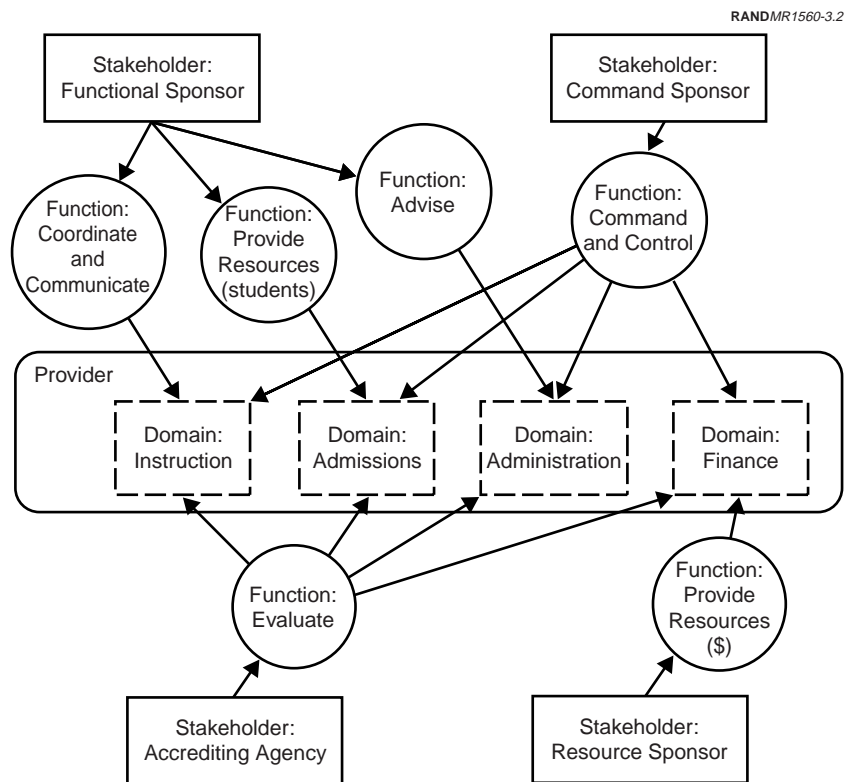 RANDMR1560-3.2
Stakeholder:
Functional Sponsor
Stakeholder:
Command Sponsor
Function:
Coordinate
and
Communicate
Function:
Provide
Resources
(students)
Function:
Advise
Function:
Command
and Control
Provider
Domain:
Instruction
Domain:
Admissions
Domain:
Administration
Domain:
Finance
Function:
Evaluate
Function:
Provide
Resources
($)
Stakeholder:
Accrediting Agency
Stakeholder:
Resource Sponsor